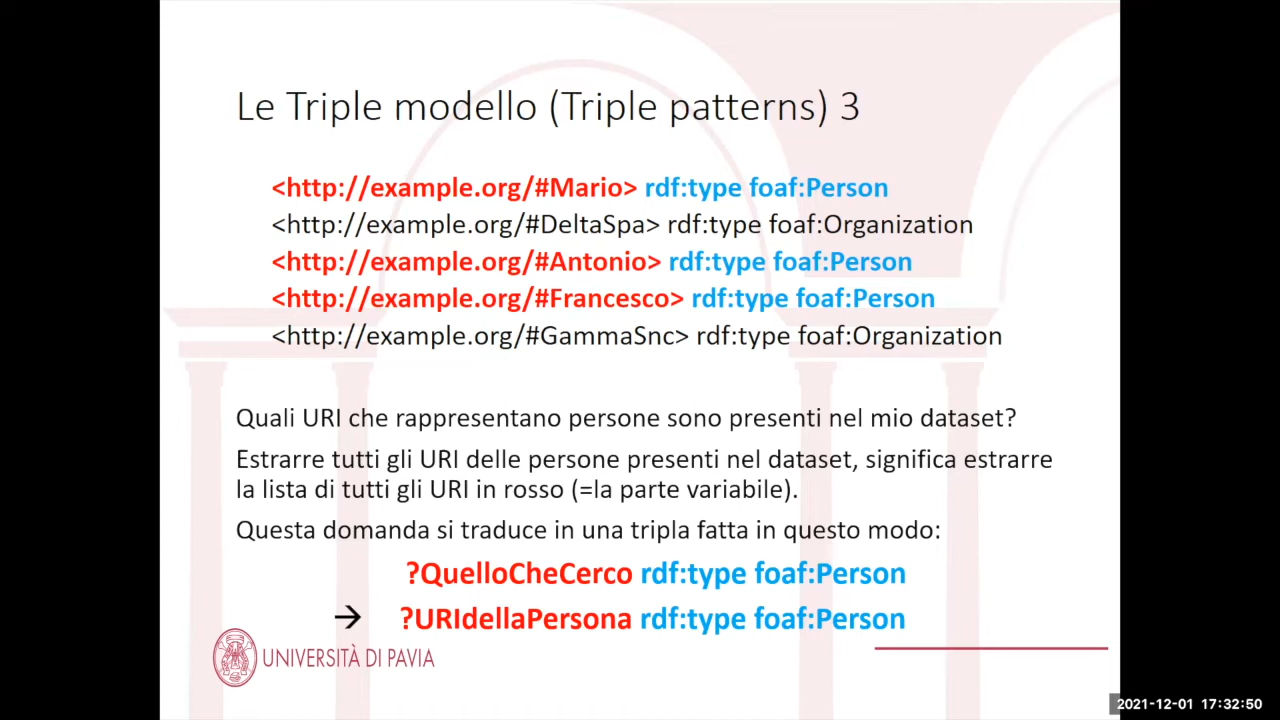 Le Triple modello (Triple patterns) 3
<http://example.org/#Mario> rdf:type foaf:Person
<http://example.org/#DeltaSpa> rdf:type foaf:Organization
<http://example.org/#Antonio> rdf:type foaf:Person
<http://example.org/#Francesco> rdf:type foaf:Person
<http://example.org/#GammaSnc> rdf:type foaf:Organization
Quali URI che rappresentano persone sono presenti nel mio dataset?
Estrarre tutti gli URI delle persone presenti nel dataset, significa estrarre
la lista di tutti gli URI in rosso (=la parte variabile).
Questa domanda si traduce in una tripla fatta in questo modo:
?QuelloCheCerco rdf:type foaf:Person
→ ?URIdellaPersona rdf:type foaf:Person
UNIVERSITÀ DI PAVIA
2021-12-01 17:32:50